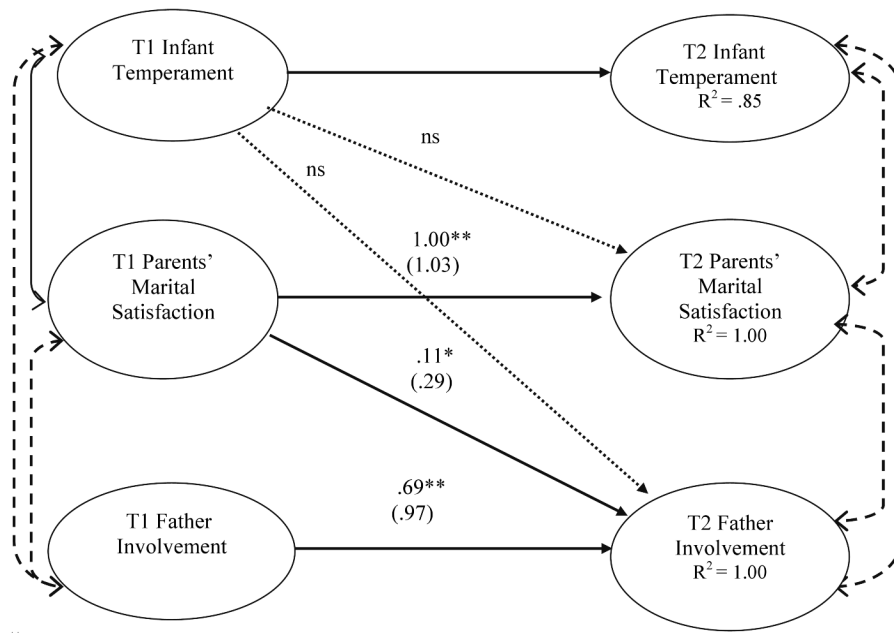 T1 Infant
Temperament
T2 Infant
Temperament
R² = .85
ns
ns
1.00**
(1.03)
T1 Parents’
Marital
Satisfaction
T2 Parents’
Marital
Satisfaction
R² = 1.00
.11*
(.29)
.69**
(.97)
T1 Father
Involvement
T2 Father
Involvement
R² = 1.00